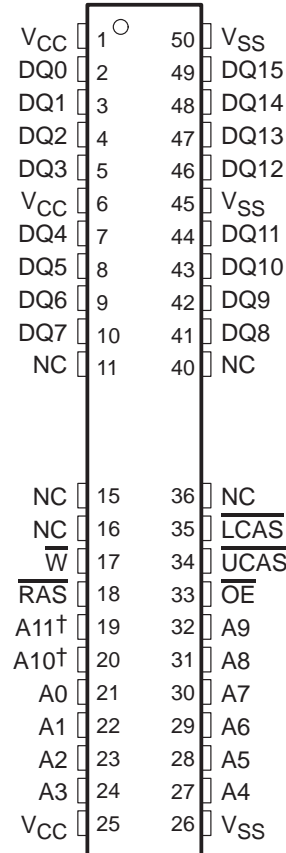 VCC 1 50 VSS
DQ0 2 49 DQ15
DQ1 3 48 DQ14
DQ2 4 47 DQ13
DQ3 5 46 DQ12
VCC 6 45 VSS
DQ4 7 44 DQ11
DQ5 8 43 DQ10
DQ6 9 42 DQ9
DQ7 10 41 DQ8
NC 11 40 NC
NC 15 36 NC
NC 16 35 L̅C̅A̅S̅
W̅ 17 34 U̅C̅A̅S̅
R̅A̅S̅ 18 33 O̅E̅
A11† 19 32 A9
A10† 20 31 A8
A0 21 30 A7
A1 22 29 A6
A2 23 28 A5
A3 24 27 A4
VCC 25 26 VSS